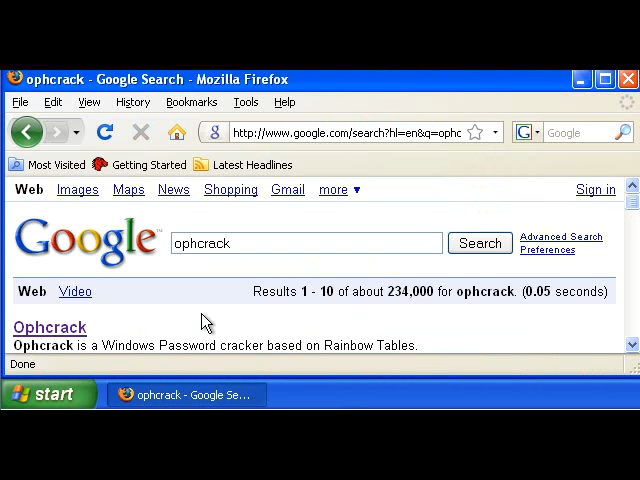 ophcrack - Google Search - Mozilla Firefox
File Edit View History Bookmarks Tools Help
g http://www.google.com/search?hl=en&q=ophc G Google
Most Visited Getting Started Latest Headlines
Web Images Maps News Shopping Gmail more ▼ Sign in
Google™ ophcrack Search Advanced Search
Preferences
Web Video Results 1 - 10 of about 234,000 for ophcrack. (0.05 seconds)
Ophcrack
Ophcrack is a Windows Password cracker based on Rainbow Tables.
Done
start ophcrack - Google Se...